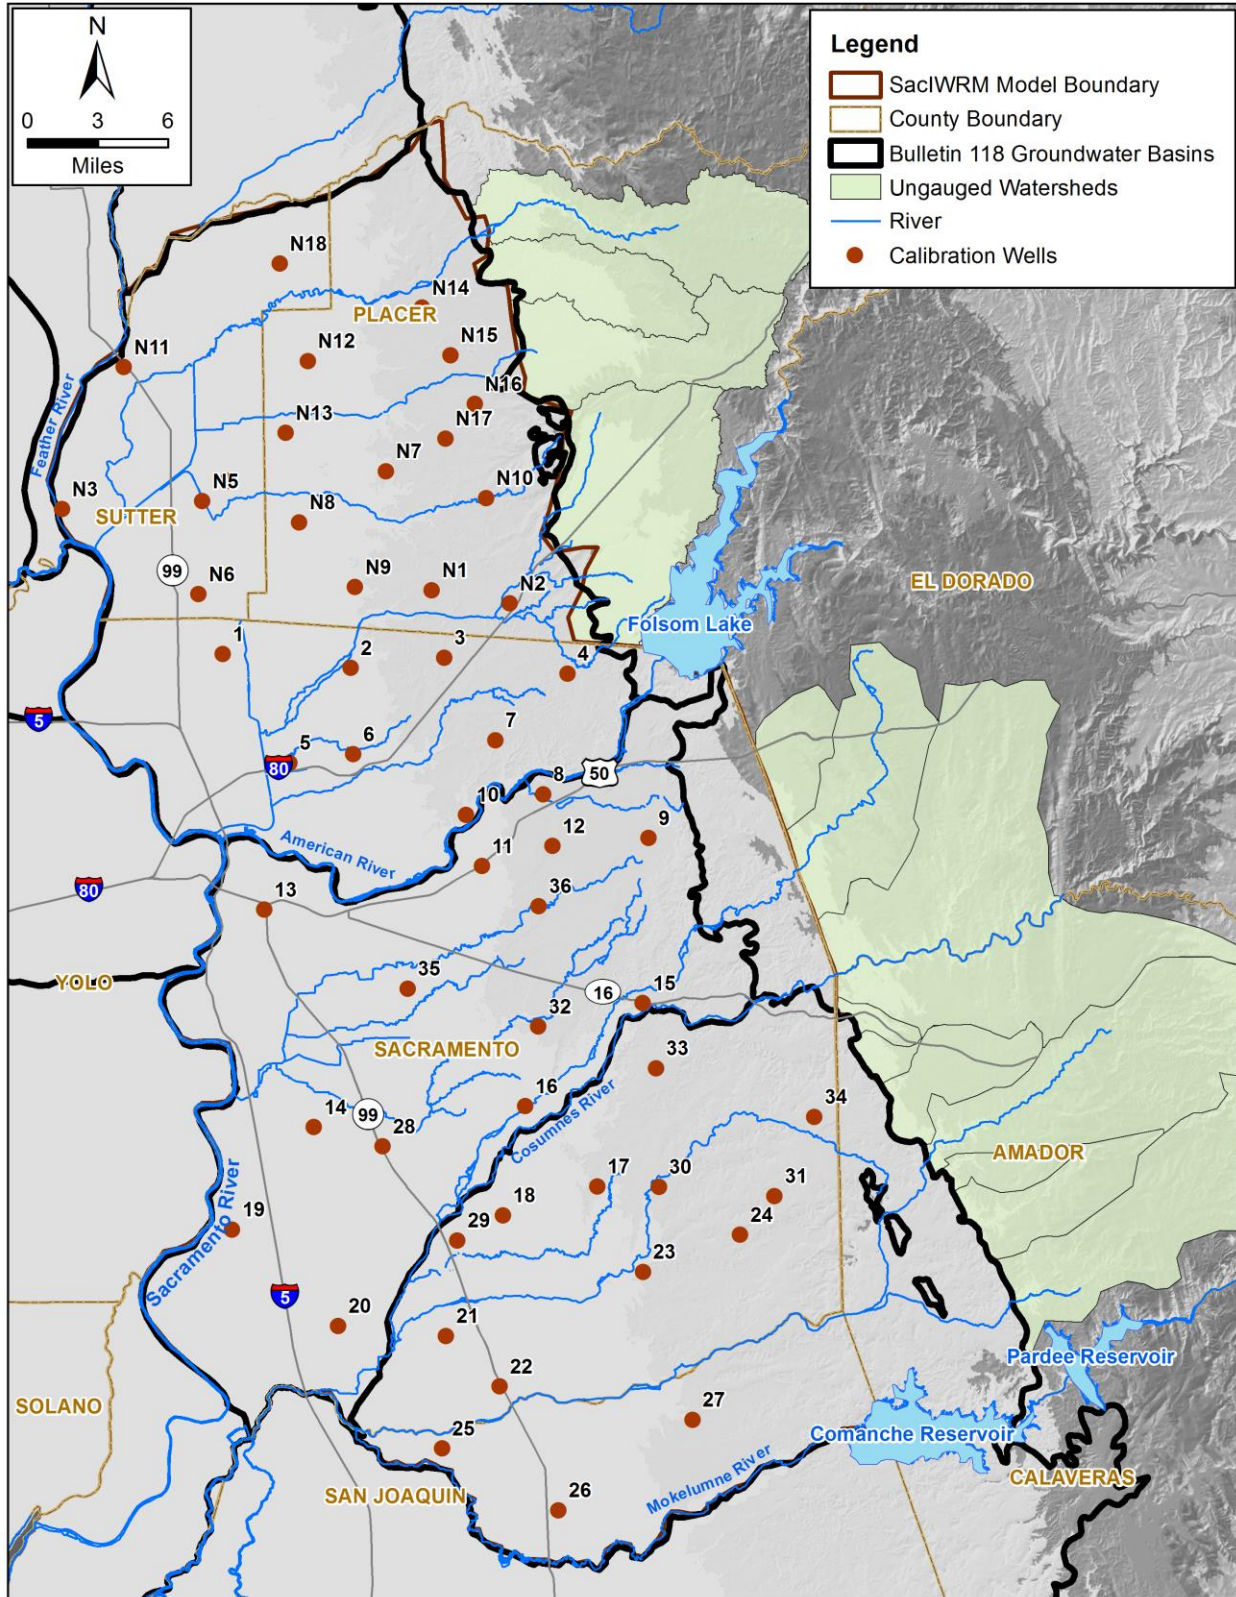 N
0 3 6
Miles
Legend
SacIWRM Model Boundary
County Boundary
Bulletin 118 Groundwater Basins
Ungauged Watersheds
River
Calibration Wells
N18
N14
PLACER
N11
N12
N15
N16
N13
N17
Feather River
N7
N10
N3
N5
N8
SUTTER
99
N6
N9
N1
N2
EL DORADO
Folsom Lake
1
2
3
4
5
7
5
6
80
50
8
10
9
American River
12
11
80
13
36
YOLO
35
16
15
32
SACRAMENTO
33
16
34
14
99
28
Cosumnes River
AMADOR
17
30
31
18
19
29
24
23
Sacramento River
5
20
21
Pardee Reservoir
22
SOLANO
27
25
Comanche Reservoir
CALAVERAS
SAN JOAQUIN
Mokelumne River
26